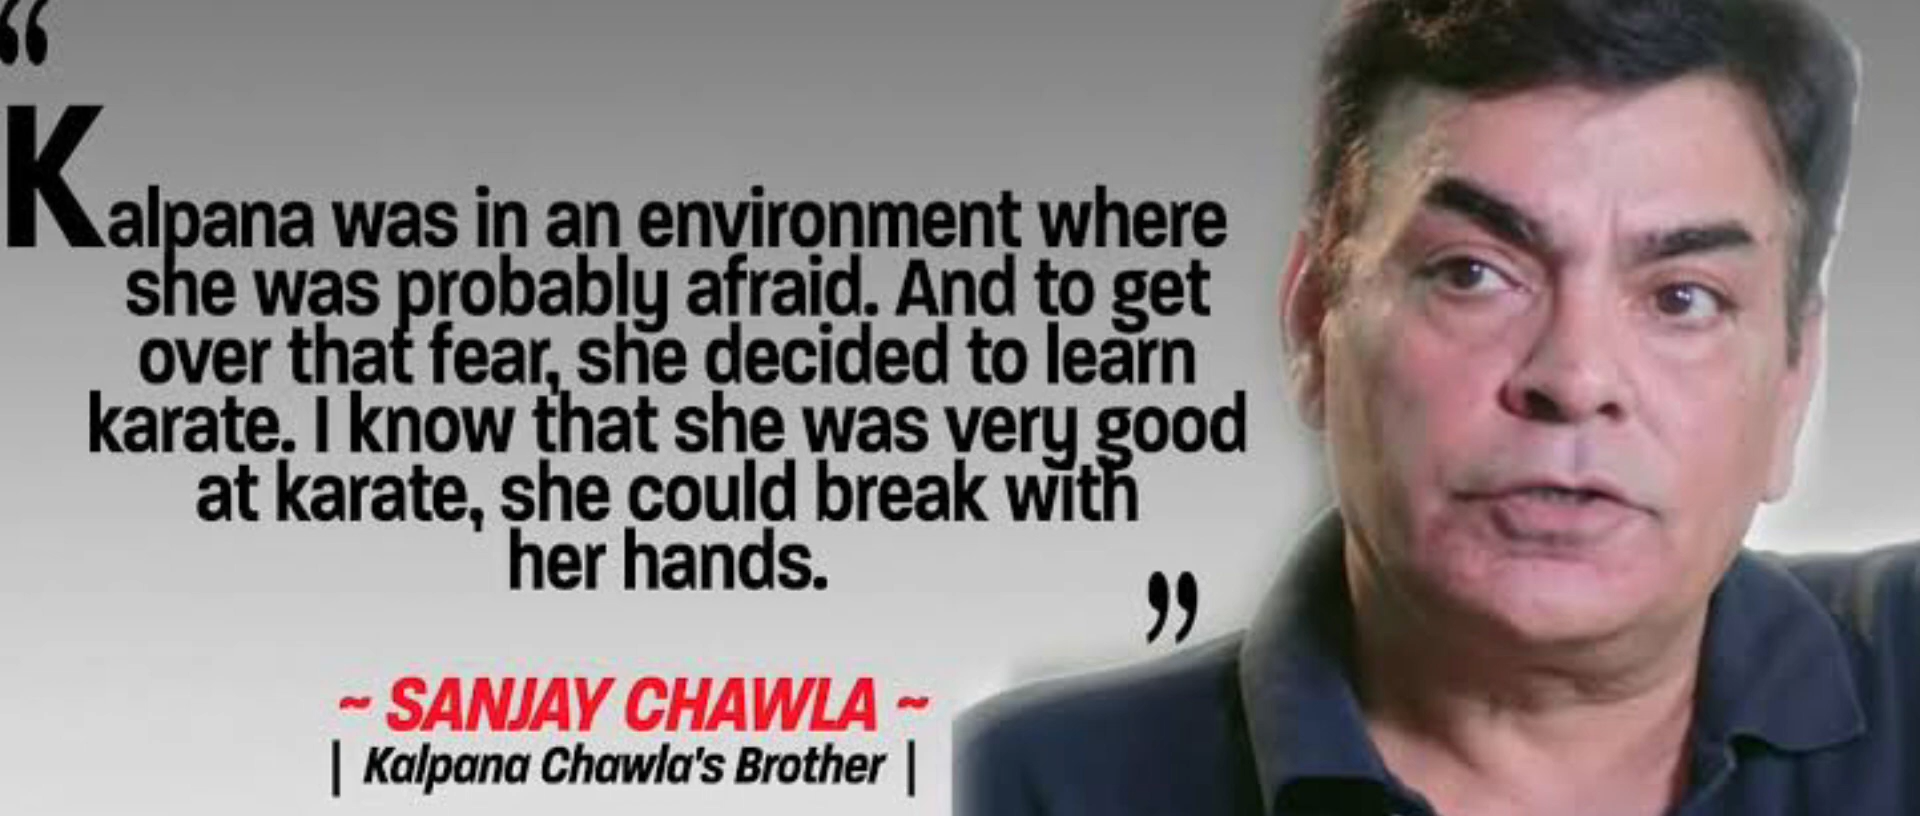 “
Kalpana was in an environment where
she was probably afraid. And to get
over that fear, she decided to learn
karate. I know that she was very good
at karate, she could break with
her hands.
”
~ SANJAY CHAWLA ~
| Kalpana Chawla's Brother |